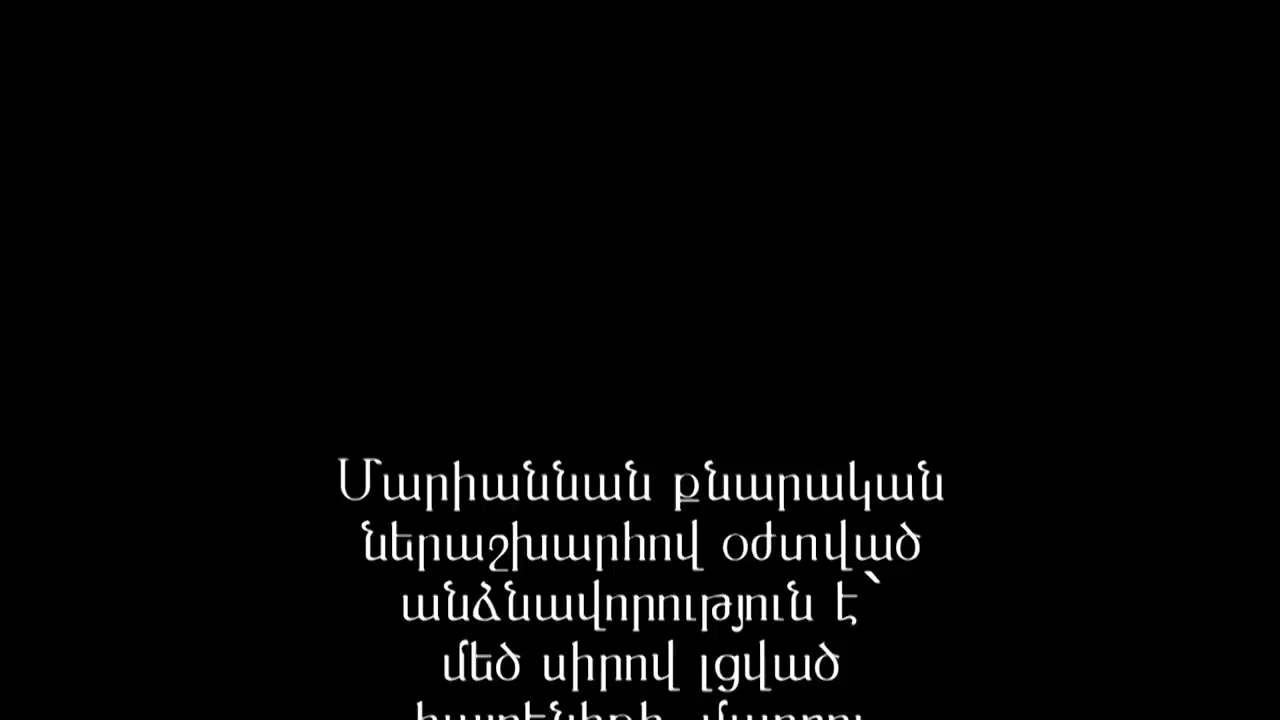 Մարիաննան քնարական
ներաշխարհով օժտված
անձնավորություն է՝
մեծ սիրով լցված